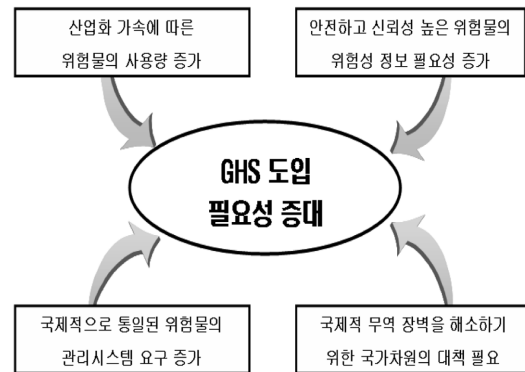 산업화 가속에 따른
위험물의 사용량 증가
안전하고 신뢰성 높은 위험물의
위험성 정보 필요성 증가
GHS 도입
필요성 증대
국제적으로 통일된 위험물의
관리시스템 요구 증가
국제적 무역 장벽을 해소하기
위한 국가차원의 대책 필요